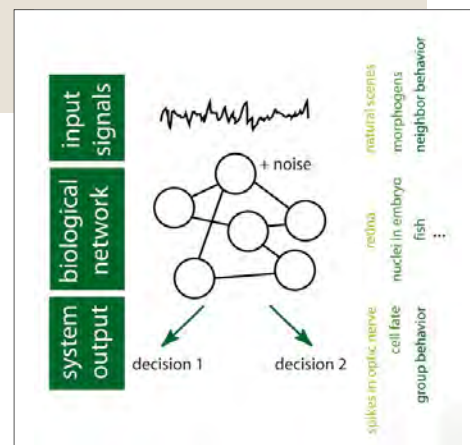 input
signals
natural scenes
morphogens
neighbor behavior
+ noise
biological
network
retina
nuclei in embryo
fish
...
system
output
decision 1
decision 2
spikes in optic nerve
cell fate
group behavior